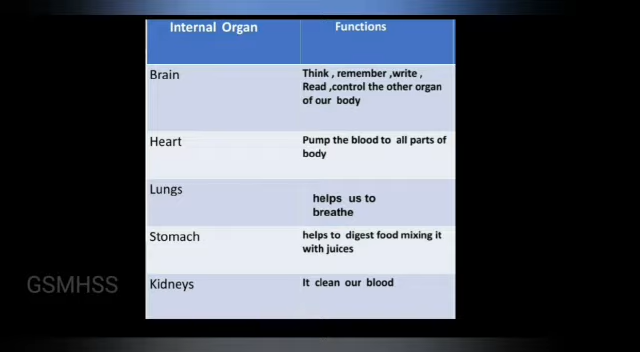 Internal Organ Functions
Brain
Think , remember ,write ,
Read ,control the other organ
of our body
Heart
Pump the blood to all parts of
body
Lungs
helps us to
breathe
Stomach
helps to digest food mixing it
with juices
Kidneys
It clean our blood
GSMHSS